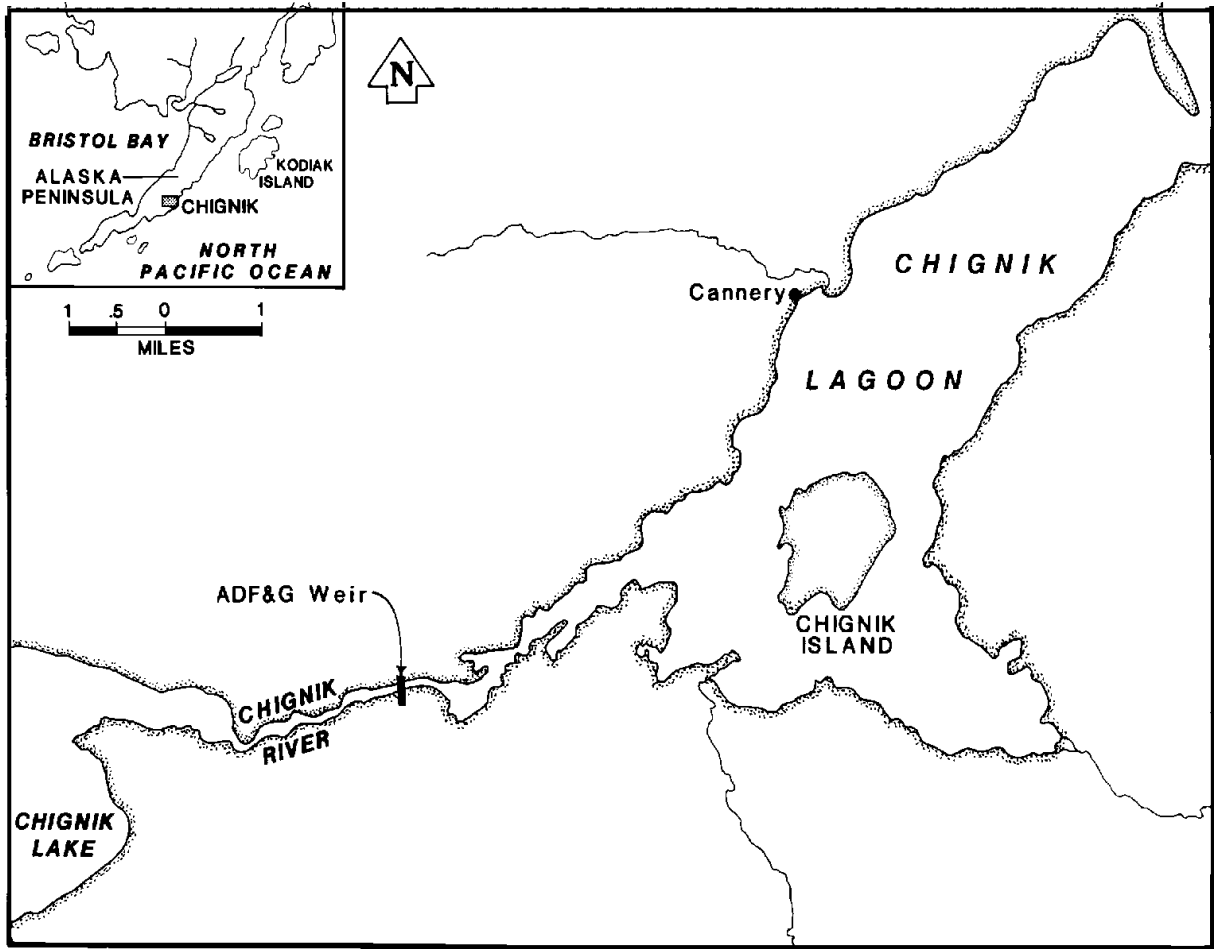 BRISTOL BAY
ALASKA
PENINSULA
KODIAK
ISLAND
CHIGNIK
NORTH
PACIFIC OCEAN
N
1 .5 0 1
MILES
Cannery
CHIGNIK
LAGOON
ADF&G Weir
CHIGNIK
ISLAND
CHIGNIK
RIVER
CHIGNIK
LAKE